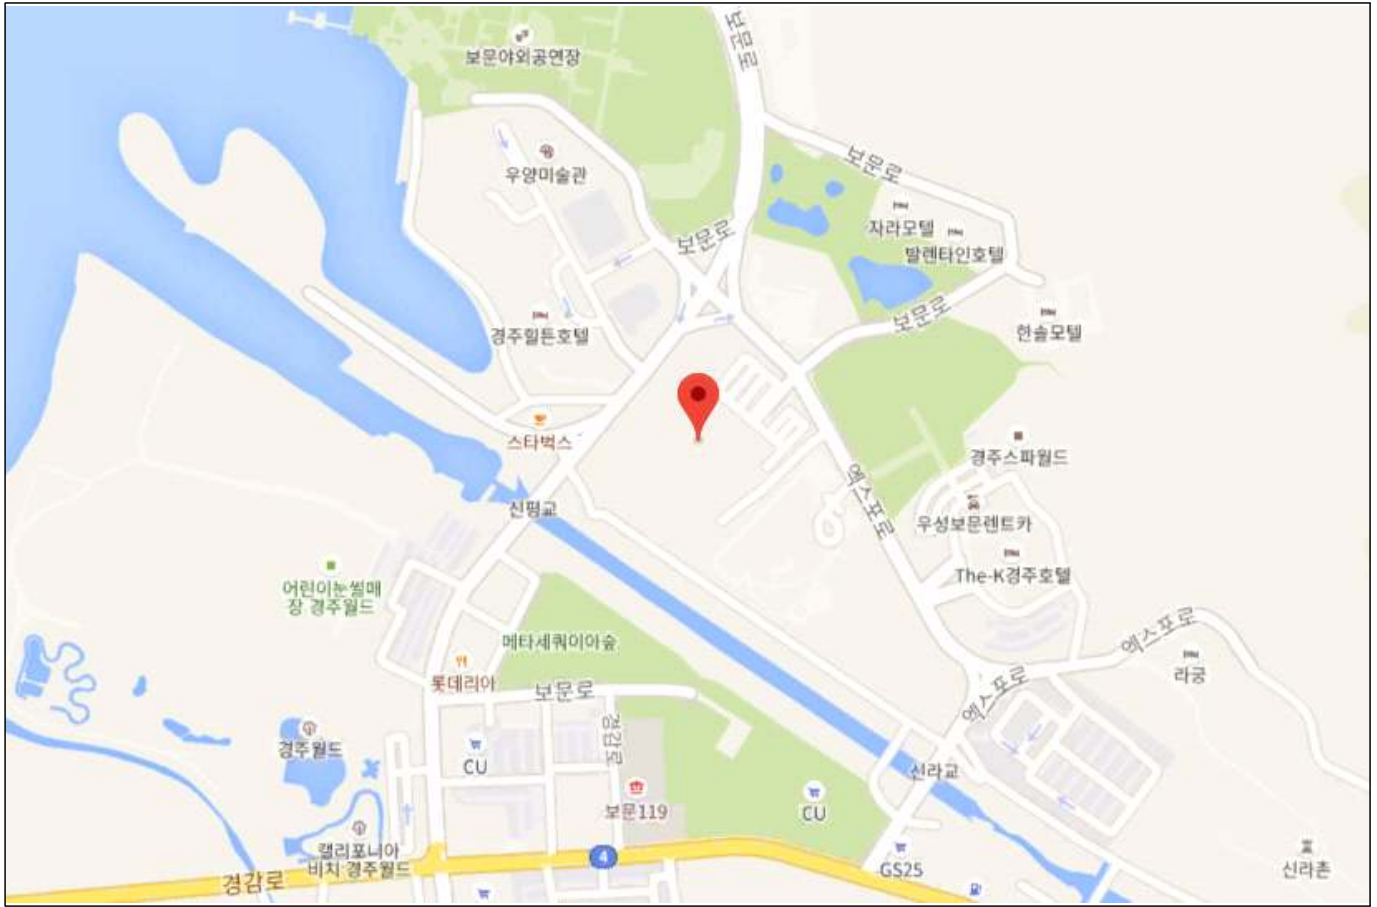 보문로
보문야외공연장
우양미술관
보문로
자라모텔
보문로
발렌타인호텔
보문로
한솔모텔
경주힐튼호텔
스타벅스
경주스파월드
엑스포로
신평교
우성보문렌트카
The-K경주호텔
어린이눈썰매
장 경주월드
메타세쿼이아숲
엑스포로
라궁
롯데리아
보문로
엑스포로
경감로
경주월드
CU
신라교
보문119
CU
캘리포니아
비치 경주월드
4
GS25
신라촌
경감로